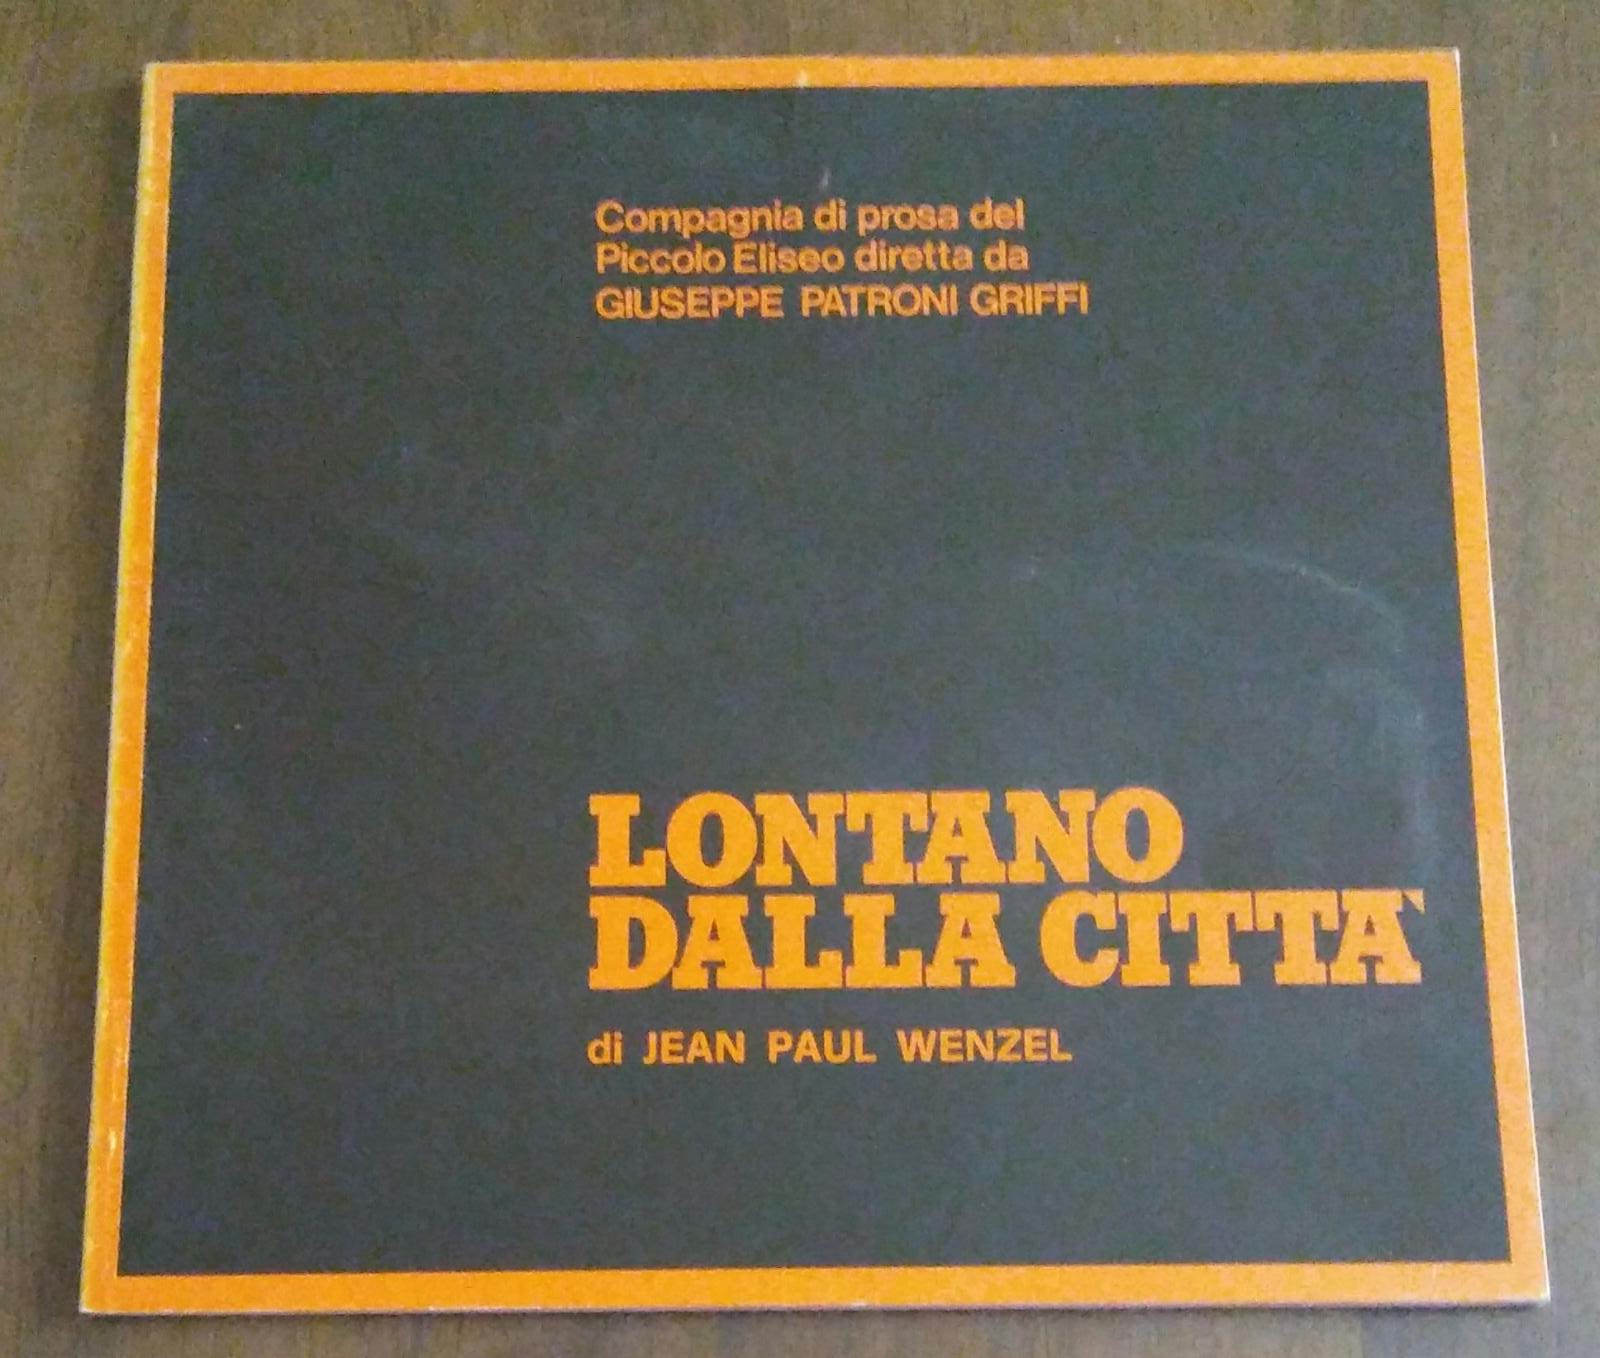 Compagnia di prosa del
Piccolo Eliseo diretta da
GIUSEPPE PATRONI GRIFFI
LONTANO
DALLA CITTA`
di JEAN PAUL WENZEL